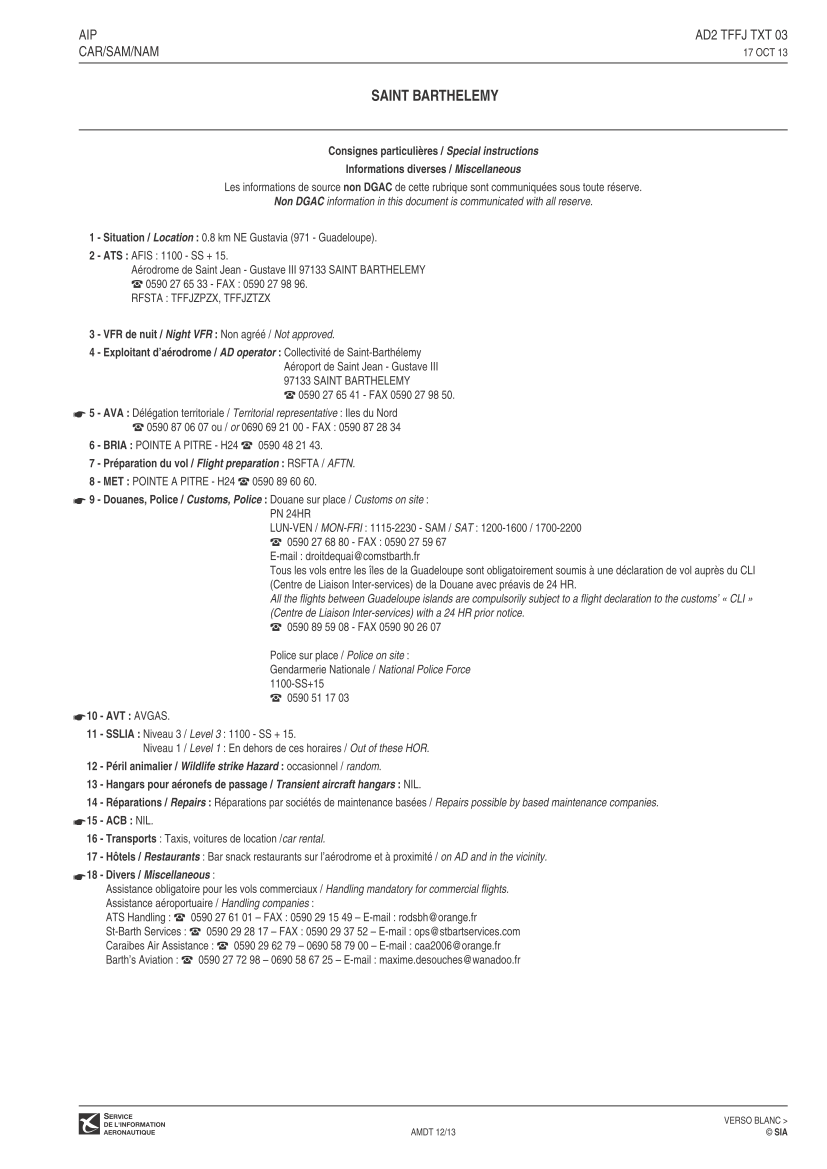 AIP
AD2 TFFJ TXT 03
CAR/SAM/NAM
17 OCT 13
SAINT BARTHELEMY
Consignes particulières / Special instructions
Informations diverses / Miscellaneous
Les informations de source non DGAC de cette rubrique sont communiquées sous toute réserve.
Non DGAC information in this document is communicated with all reserve.
1 - Situation / Location : 0.8 km NE Gustavia (971 - Guadeloupe).
2 - ATS : AFIS : 1100 - SS + 15.
Aérodrome de Saint Jean - Gustave III 97133 SAINT BARTHELEMY
☎ 0590 27 65 33 - FAX : 0590 27 98 96.
RFSTA : TFFJZPZX, TFFJZTZX
3 - VFR de nuit / Night VFR : Non agréé / Not approved.
4 - Exploitant d'aérodrome / AD operator : Collectivité de Saint-Barthélemy
Aéroport de Saint Jean - Gustave III
97133 SAINT BARTHELEMY
☎ 0590 27 65 41 - FAX 0590 27 98 50.
☛ 5 - AVA : Délégation territoriale / Territorial representative : Iles du Nord
☎ 0590 87 06 07 ou / or 0690 69 21 00 - FAX : 0590 87 28 34
6 - BRIA : POINTE A PITRE - H24 ☎ 0590 48 21 43.
7 - Préparation du vol / Flight preparation : RSFTA / AFTN.
8 - MET : POINTE A PITRE - H24 ☎ 0590 89 60 60.
☛ 9 - Douanes, Police / Customs, Police : Douane sur place / Customs on site :
PN 24HR
LUN-VEN / MON-FRI : 1115-2230 - SAM / SAT : 1200-1600 / 1700-2200
☎ 0590 27 68 80 - FAX : 0590 27 59 67
E-mail : droitdequai@comstbarth.fr
Tous les vols entre les îles de la Guadeloupe sont obligatoirement soumis à une déclaration de vol auprès du CLI
(Centre de Liaison Inter-services) de la Douane avec préavis de 24 HR.
All the flights between Guadeloupe islands are compulsorily subject to a flight declaration to the customs' « CLI »
(Centre de Liaison Inter-services) with a 24 HR prior notice.
☎ 0590 89 59 08 - FAX 0590 90 26 07
Police sur place / Police on site :
Gendarmerie Nationale / National Police Force
1100-SS+15
☎ 0590 51 17 03
☛ 10 - AVT : AVGAS.
11 - SSLIA : Niveau 3 / Level 3 : 1100 - SS + 15.
Niveau 1 / Level 1 : En dehors de ces horaires / Out of these HOR.
12 - Péril animalier / Wildlife strike Hazard : occasionnel / random.
13 - Hangars pour aéronefs de passage / Transient aircraft hangars : NIL.
14 - Réparations / Repairs : Réparations par sociétés de maintenance basées / Repairs possible by based maintenance companies.
☛ 15 - ACB : NIL.
16 - Transports : Taxis, voitures de location /car rental.
17 - Hôtels / Restaurants : Bar snack restaurants sur l'aérodrome et à proximité / on AD and in the vicinity.
☛ 18 - Divers / Miscellaneous :
Assistance obligatoire pour les vols commerciaux / Handling mandatory for commercial flights.
Assistance aéroportuaire / Handling companies :
ATS Handling : ☎ 0590 27 61 01 – FAX : 0590 29 15 49 – E-mail : rodsbh@orange.fr
St-Barth Services : ☎ 0590 29 28 17 – FAX : 0590 29 37 52 – E-mail : ops@stbartservices.com
Caraibes Air Assistance : ☎ 0590 29 62 79 – 0690 58 79 00 – E-mail : caa2006@orange.fr
Barth's Aviation : ☎ 0590 27 72 98 – 0690 58 67 25 – E-mail : maxime.desouches@wanadoo.fr
SERVICE
DE L'INFORMATION
AERONAUTIQUE
AMDT 12/13
VERSO BLANC >
© SIA